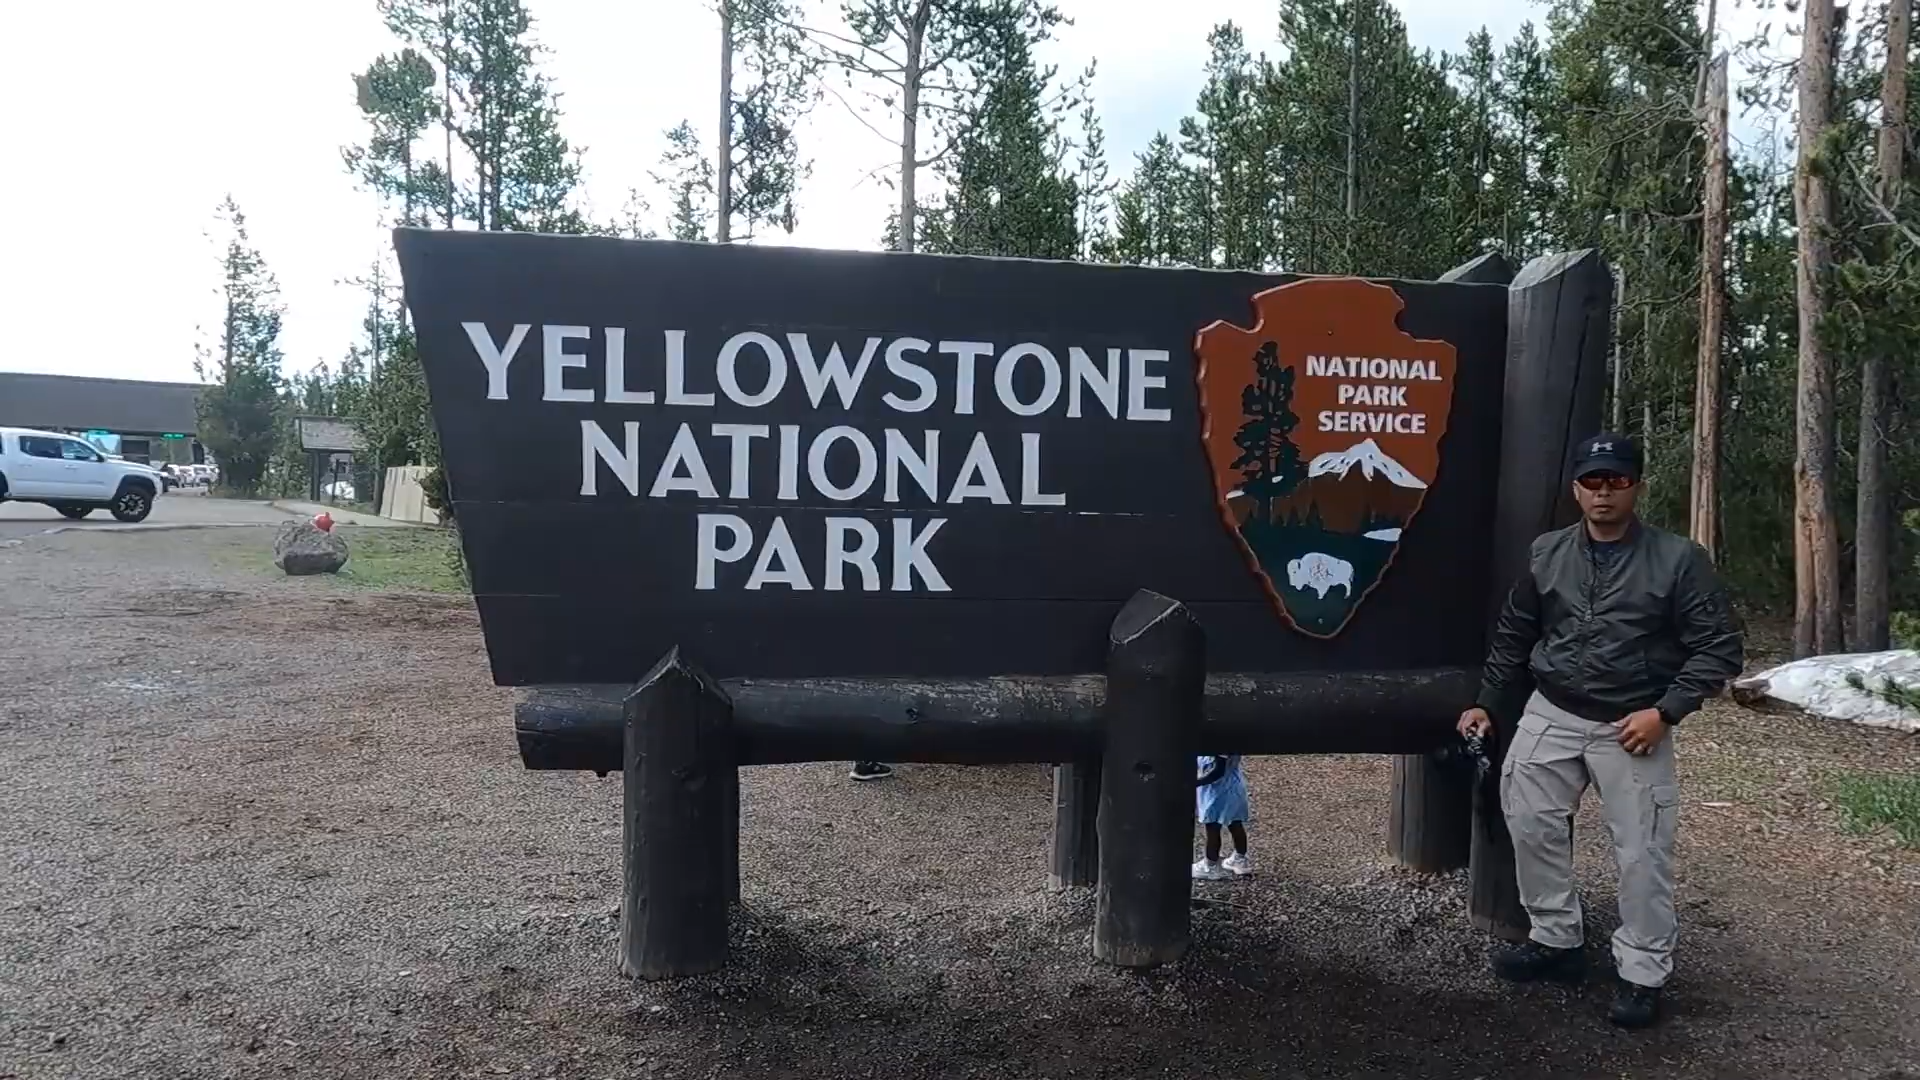 YELLOWSTONE
NATIONAL
PARK
NATIONAL
PARK
SERVICE